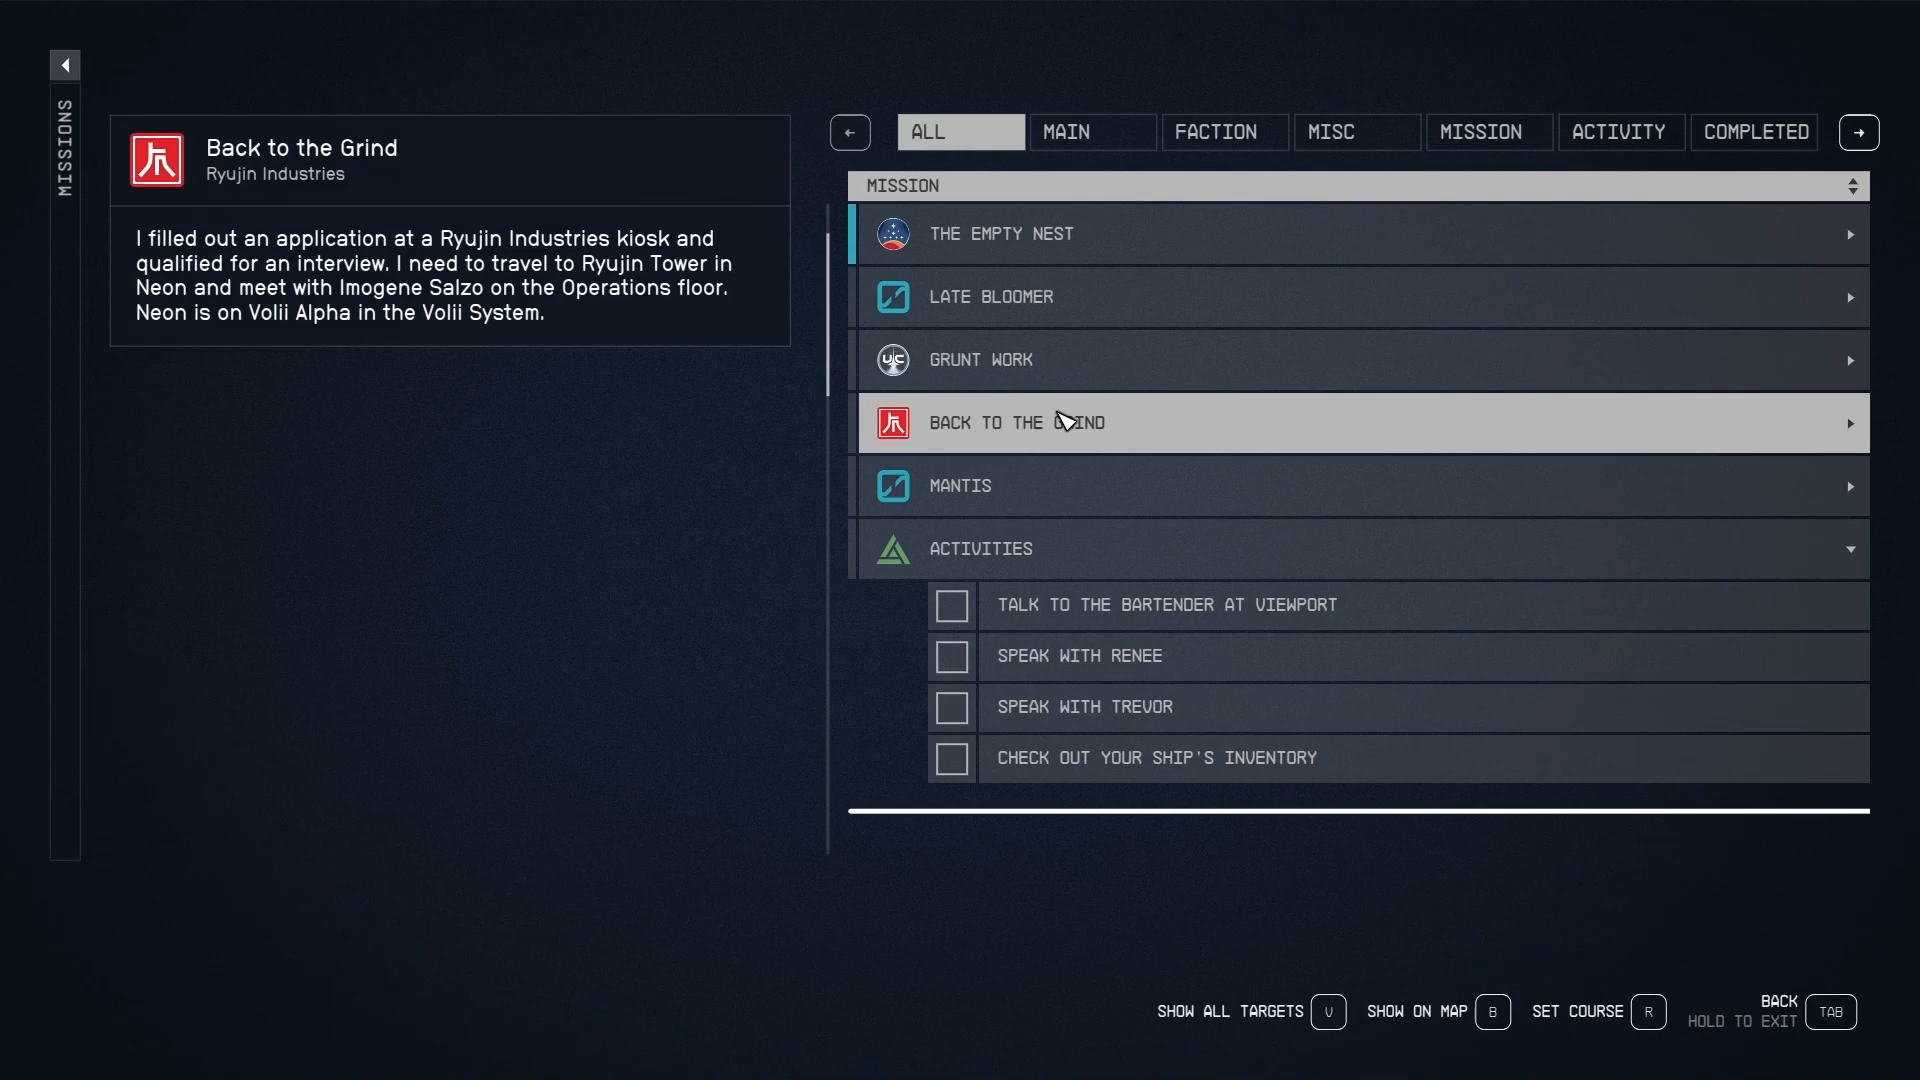 MISSIONS
Back to the Grind
Ryujin Industries
I filled out an application at a Ryujin Industries kiosk and
qualified for an interview. I need to travel to Ryujin Tower in
Neon and meet with Imogene Salzo on the Operations floor.
Neon is on Volii Alpha in the Volii System.
ALL MAIN FACTION MISC MISSION ACTIVITY COMPLETED
MISSION
THE EMPTY NEST
LATE BLOOMER
UC GRUNT WORK
BACK TO THE GRIND
MANTIS
ACTIVITIES
TALK TO THE BARTENDER AT VIEWPORT
SPEAK WITH RENEE
SPEAK WITH TREVOR
CHECK OUT YOUR SHIP'S INVENTORY
SHOW ALL TARGETS V SHOW ON MAP B SET COURSE R BACK TAB
HOLD TO EXIT